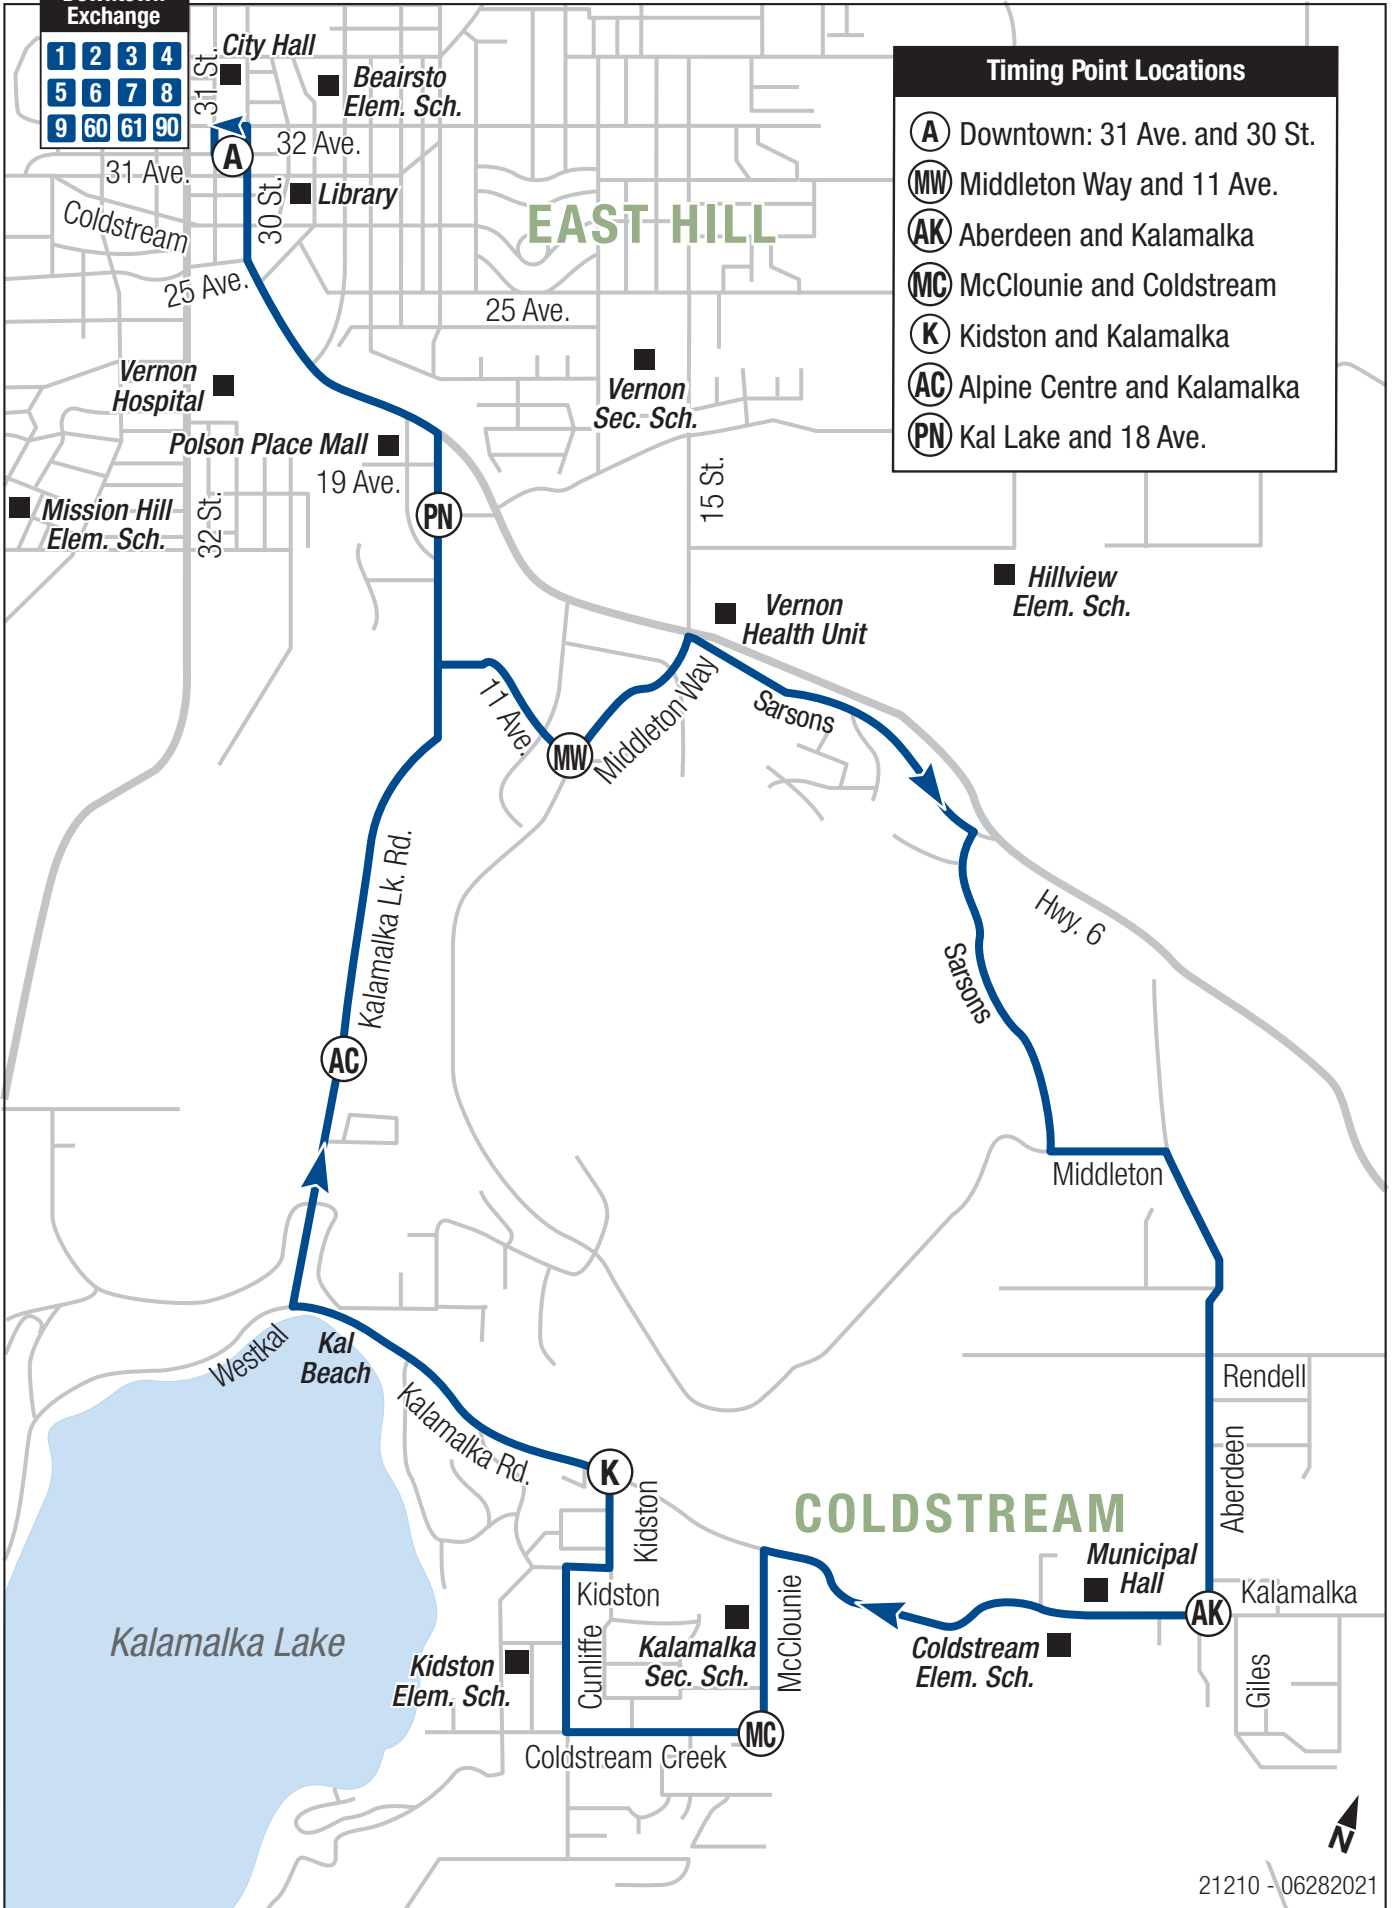 Exchange
1 2 3 4
5 6 7 8
9 60 61 90
31 St.
City Hall
Beairsto
Elem. Sch.
A
32 Ave.
31 Ave.
30 St.
Library
Coldstream
25 Ave.
EAST HILL
25 Ave.
Timing Point Locations
A Downtown: 31 Ave. and 30 St.
MW Middleton Way and 11 Ave.
AK Aberdeen and Kalamalka
MC McClounie and Coldstream
K Kidston and Kalamalka
AC Alpine Centre and Kalamalka
PN Kal Lake and 18 Ave.
Vernon
Hospital
Vernon
Sec. Sch.
Polson Place Mall
19 Ave.
15 St.
Mission Hill
Elem. Sch.
32 St.
PN
Hillview
Elem. Sch.
Vernon
Health Unit
11 Ave.
MW
Middleton Way
Sarsons
Kalamalka Lk. Rd.
Hwy. 6
Sarsons
AC
Middleton
Westkal
Kal
Beach
Kalamalka Rd.
Rendell
Aberdeen
K
Kidston
COLDSTREAM
Municipal
Hall
Kidston
Kalamalka
AK
McClounie
Kalamalka
Sec. Sch.
Coldstream
Elem. Sch.
Kalamalka Lake
Kidston
Elem. Sch.
Cunliffe
Giles
MC
Coldstream Creek
N
21210 - 06282021